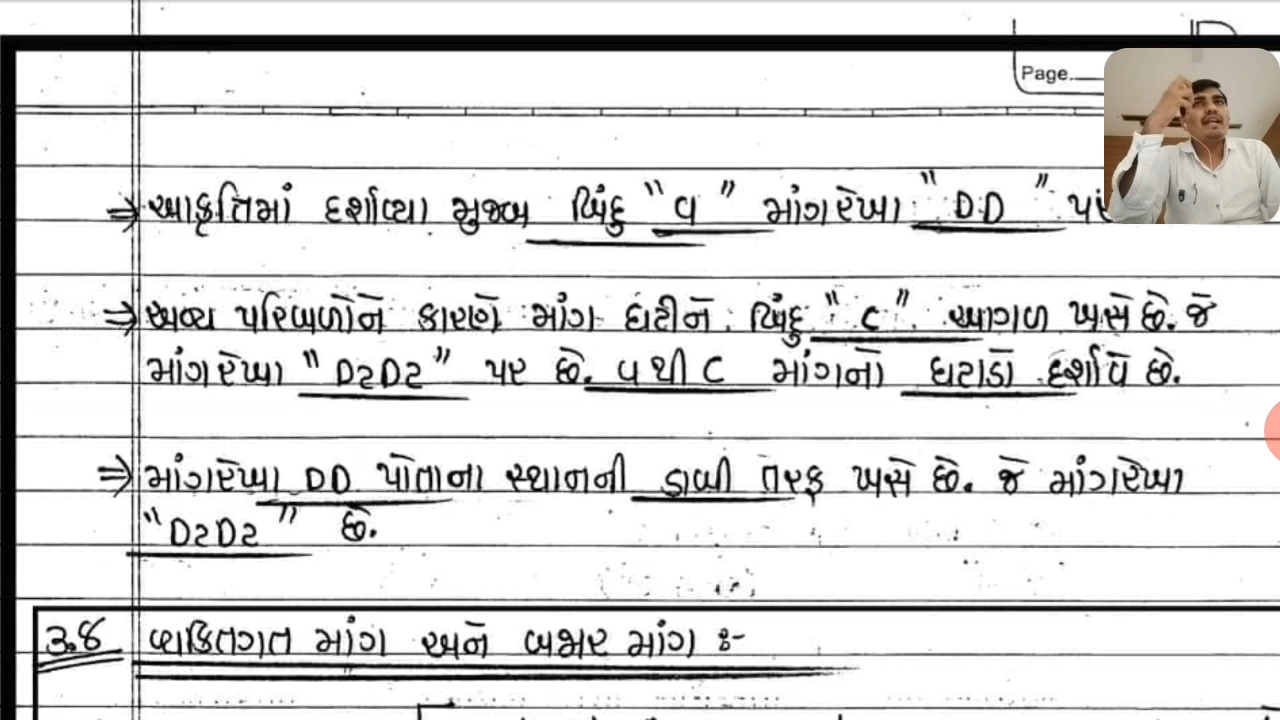 Page.
⇒ આકૃતિમાં દર્શાવ્યા મુજબ બિંદુ "વ" માંગરેખા "DD" પર
⇒ અન્ય પરિબળોને કારણે માંગ ઘટીને બિંદુ "C" આગળ ખસે છે. જે
માંગરેખા "D2D2" પર છે. વ થી C માંગનો ઘટાડો દર્શાવે છે.
⇒ માંગરેખા DD પોતાના સ્થાનની ડાબી તરફ ખસે છે. જે માંગરેખા
"D2D2" છે.
3.8 વ્યકિતગત માંગ અને બજાર માંગ :-